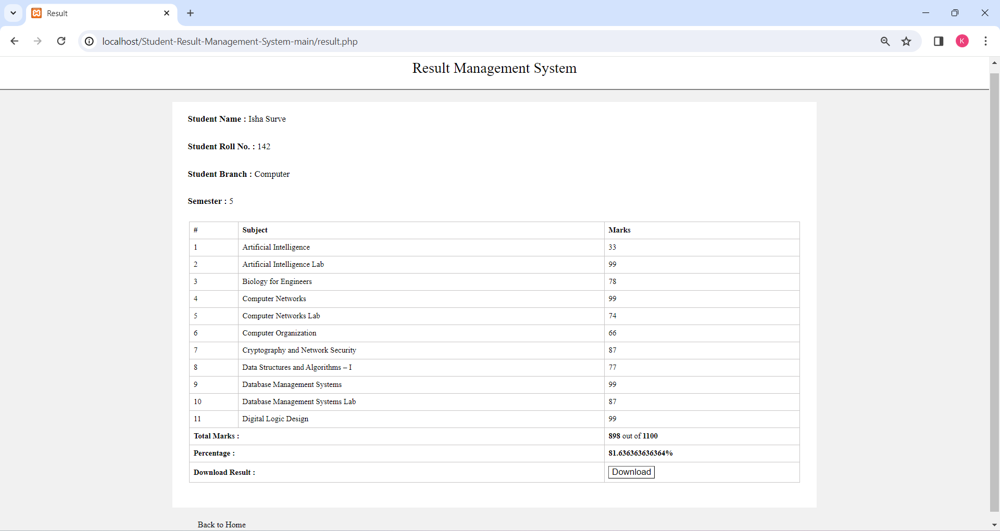 Result
localhost/Student-Result-Management-System-main/result.php
K
Result Management System
Student Name : Isha Surve
Student Roll No. : 142
Student Branch : Computer
Semester : 5
# Subject Marks
1 Artificial Intelligence 33
2 Artificial Intelligence Lab 99
3 Biology for Engineers 78
4 Computer Networks 99
5 Computer Networks Lab 74
6 Computer Organization 66
7 Cryptography and Network Security 87
8 Data Structures and Algorithms – I 77
9 Database Management Systems 99
10 Database Management Systems Lab 87
11 Digital Logic Design 99
Total Marks : 898 out of 1100
Percentage : 81.636363636364%
Download Result : Download
Back to Home